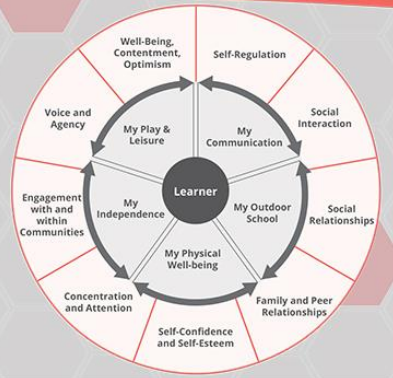 Well-Being,
Contentment,
Optimism
Self-Regulation
Social
Interaction
Social
Relationships
Family and Peer
Relationships
Self-Confidence
and Self-Esteem
Concentration
and Attention
Engagement
with and
within
Communities
Voice and
Agency
My Play &
Leisure
My
Communication
My Outdoor
School
My Physical
Well-being
My
Independence
Learner